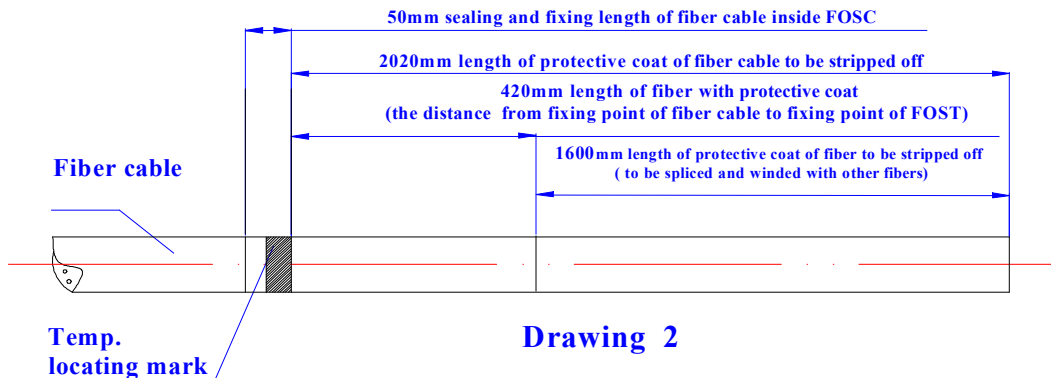 50mm sealing and fixing length of fiber cable inside FOSC
2020mm length of protective coat of fiber cable to be stripped off
420mm length of fiber with protective coat
(the distance from fixing point of fiber cable to fixing point of FOST)
1600mm length of protective coat of fiber to be stripped off
( to be spliced and winded with other fibers)
Fiber cable
Temp.
locating mark
Drawing 2